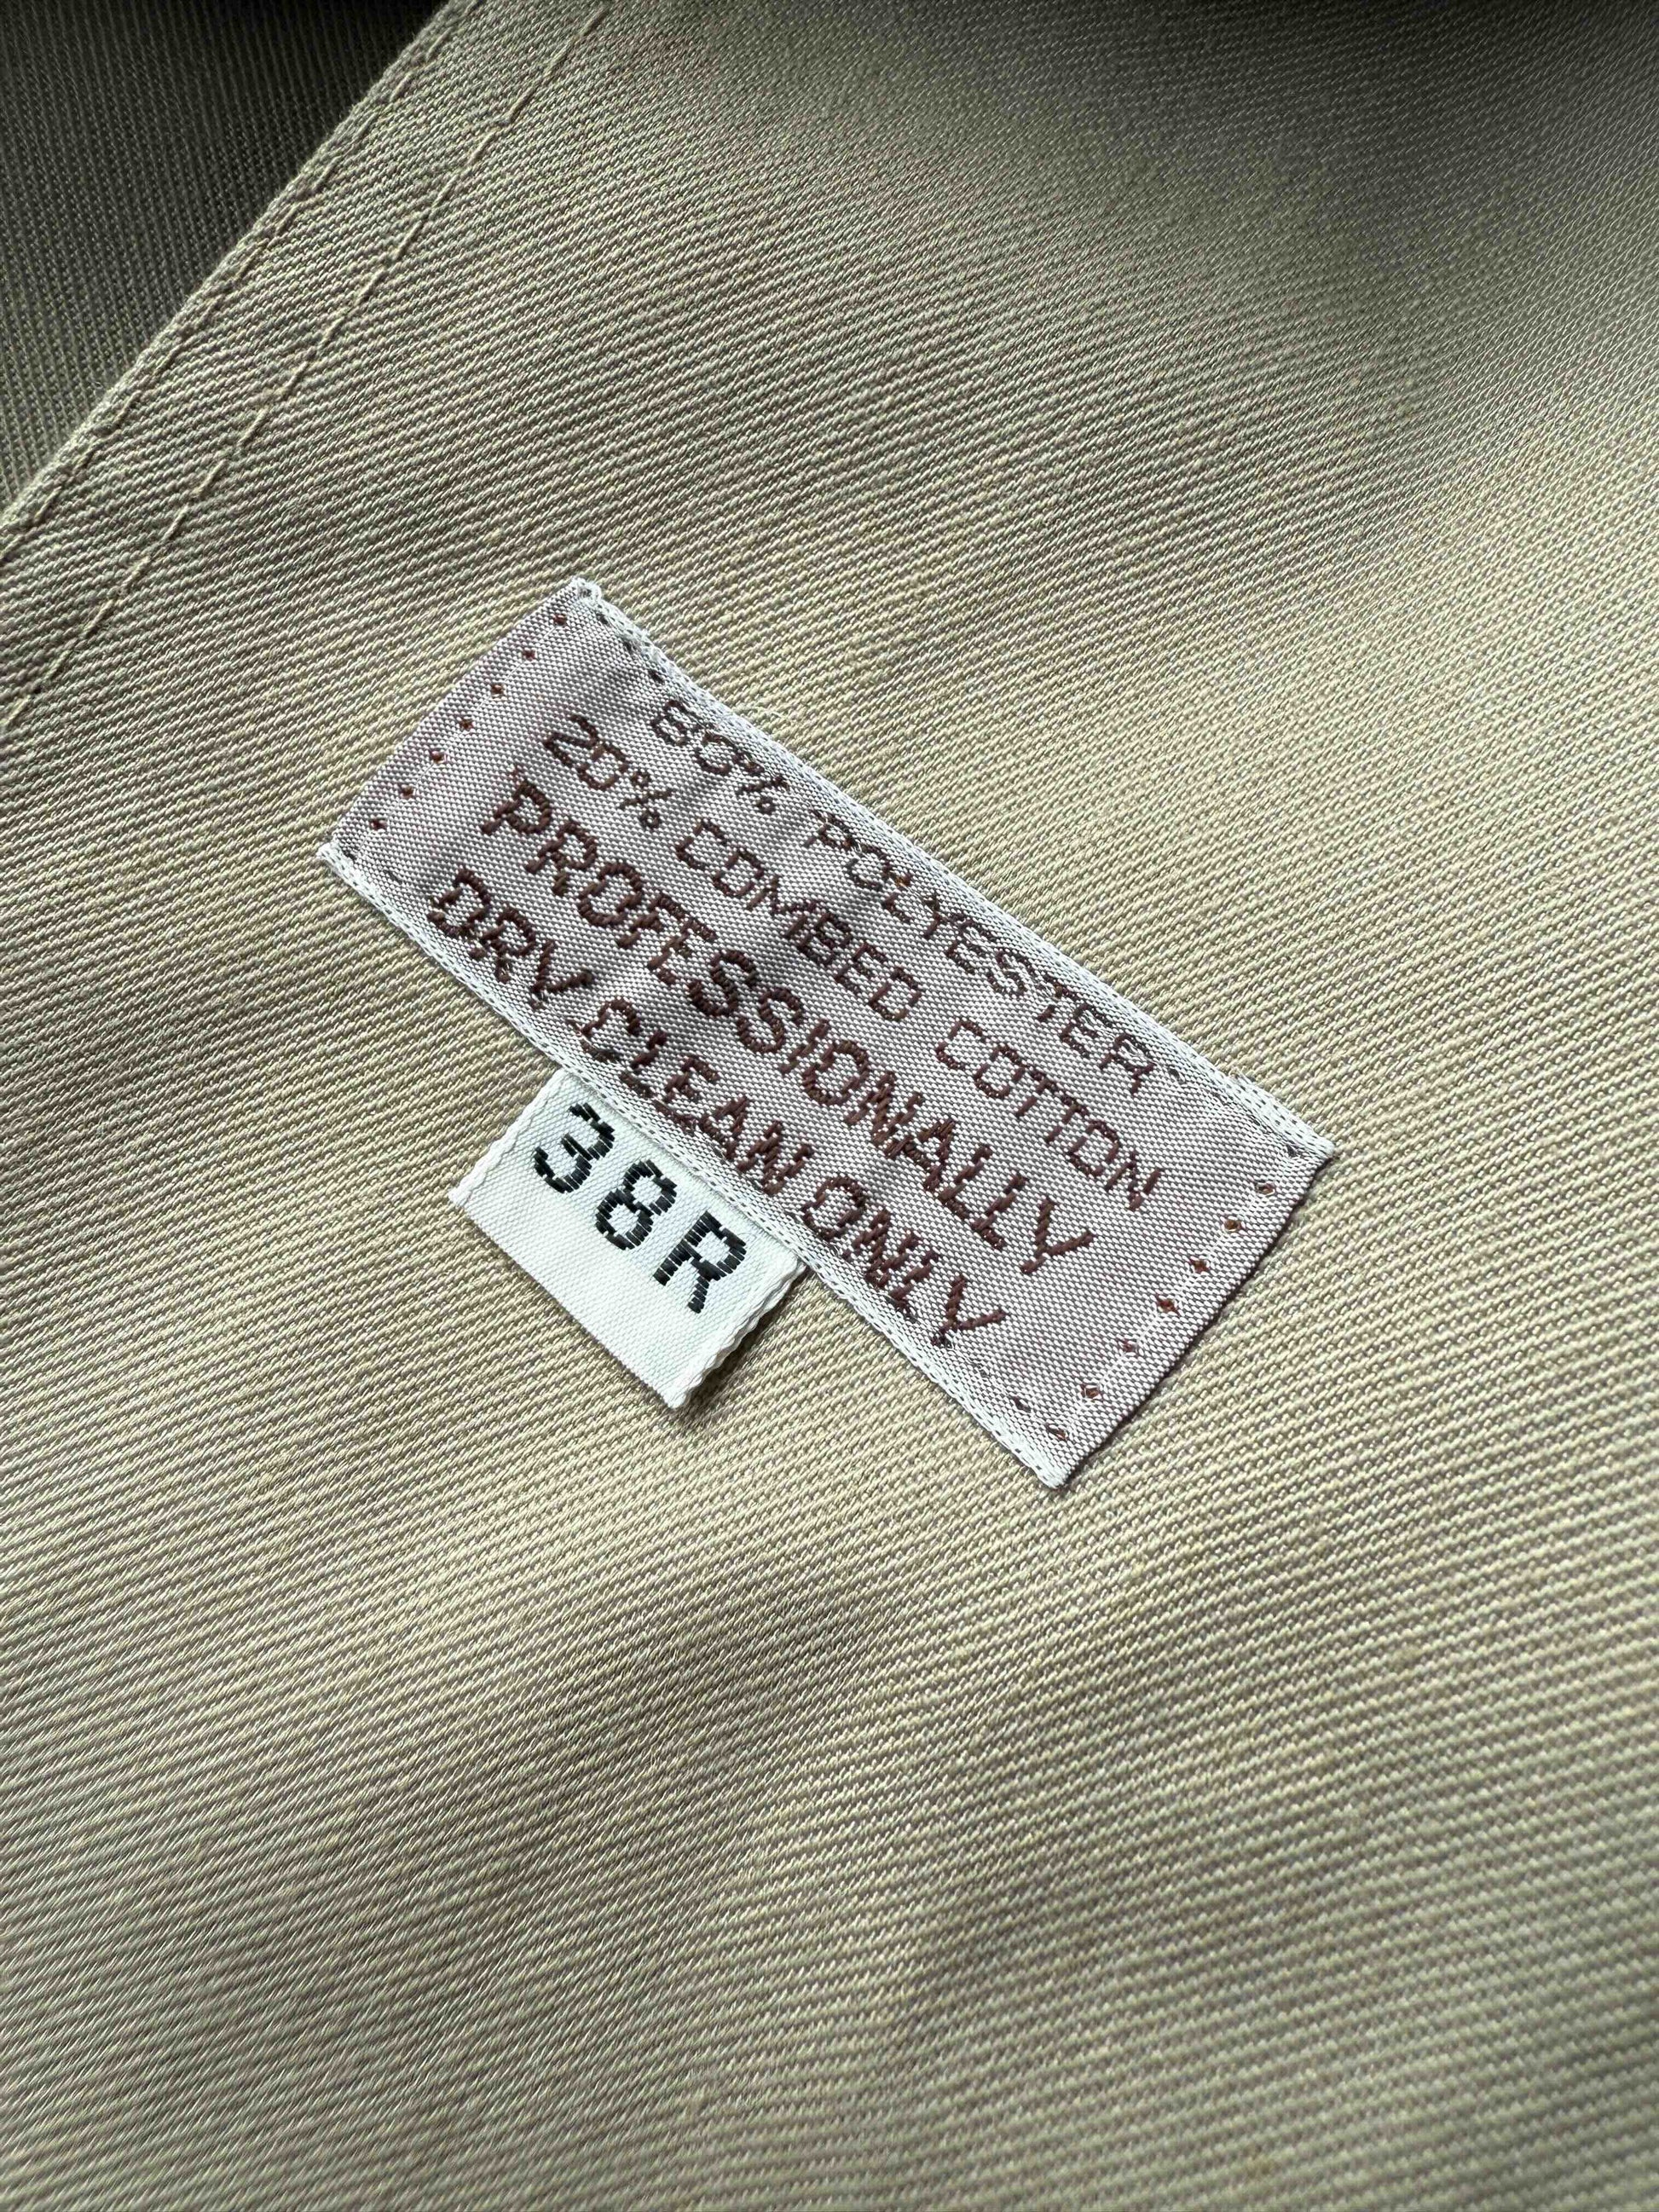 80% POLYESTER
20% COMBED COTTON
PROFESSIONALLY
DRY CLEAN ONLY
38R